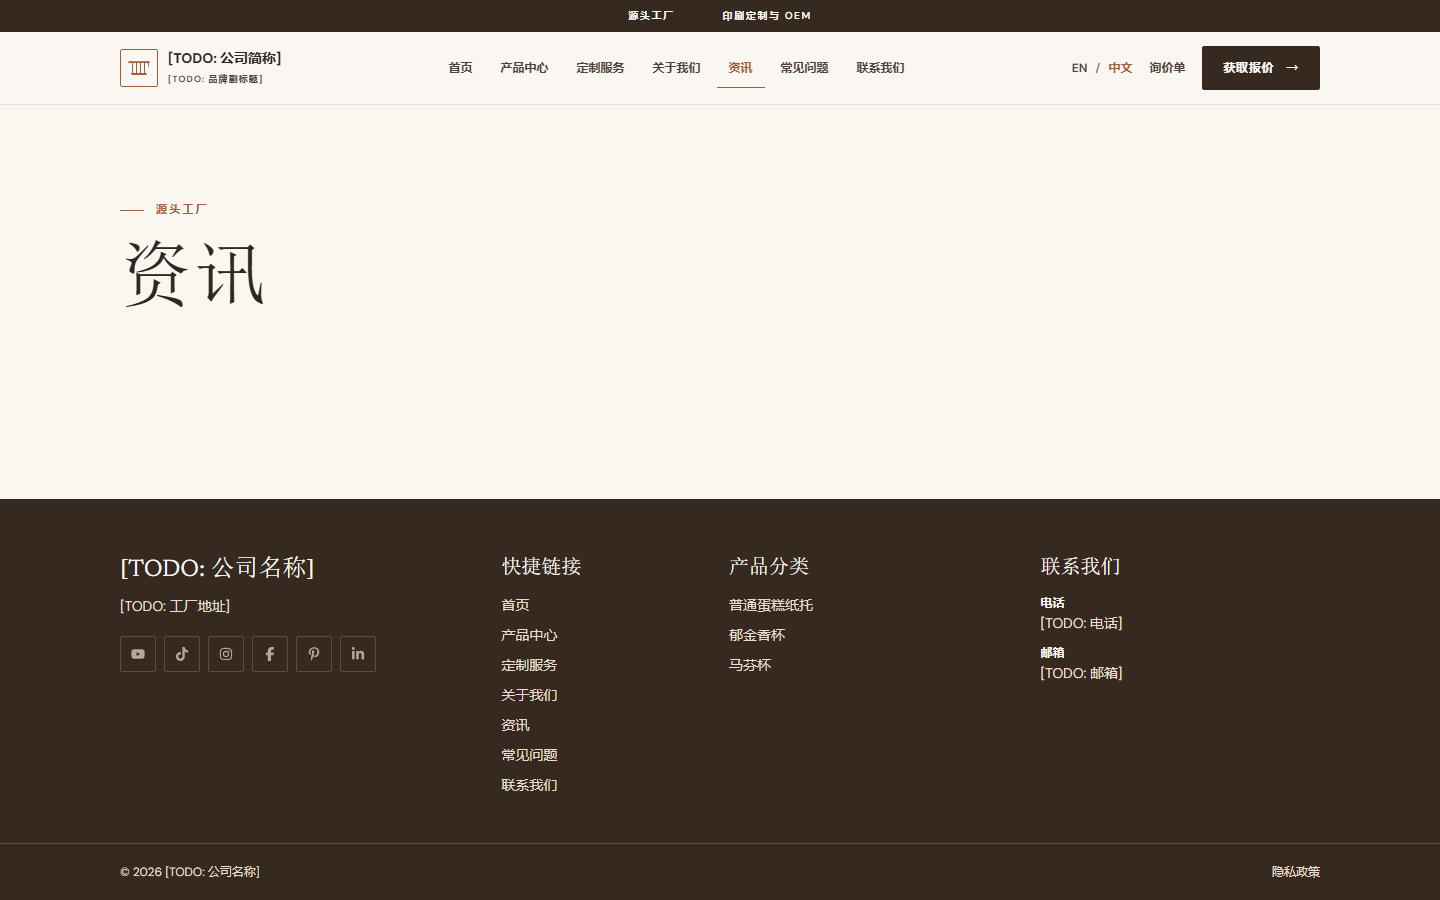 源头工厂 印刷定制与 OEM
[TODO: 公司简称]
[TODO: 品牌副标题]
首页 产品中心 定制服务 关于我们 资讯 常见问题 联系我们
EN / 中文 询价单 获取报价 →
源头工厂
资讯
[TODO: 公司名称]
[TODO: 工厂地址]
快捷链接
首页
产品中心
定制服务
关于我们
资讯
常见问题
联系我们
产品分类
普通蛋糕纸托
郁金香杯
马芬杯
联系我们
电话
[TODO: 电话]
邮箱
[TODO: 邮箱]
© 2026 [TODO: 公司名称]
隐私政策